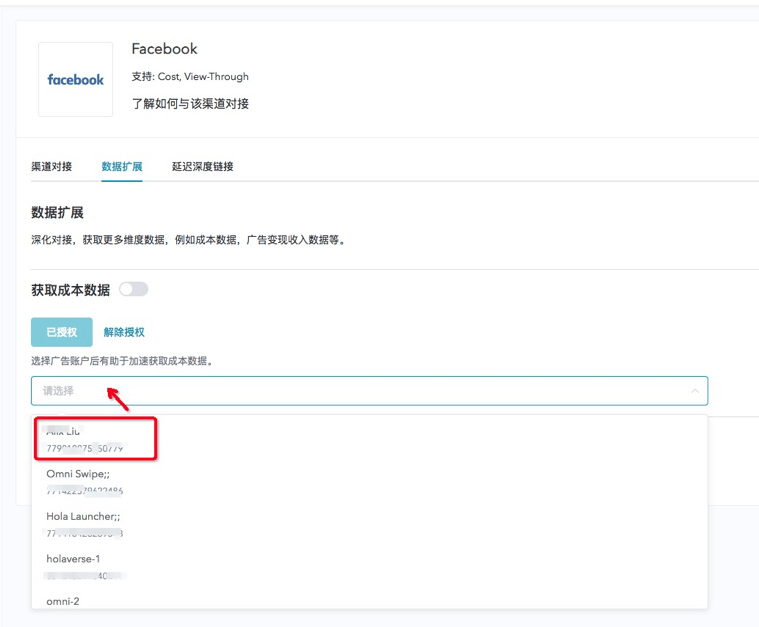 facebook
Facebook
支持: Cost, View-Through
了解如何与该渠道对接
渠道对接 数据扩展 延迟深度链接
数据扩展
深化对接，获取更多维度数据，例如成本数据，广告变现收入数据等。
获取成本数据
已授权 解除授权
选择广告账户后有助于加速获取成本数据。
请选择
Liu
Omni Swipe;;
Hola Launcher;;
holaverse-1
omni-2